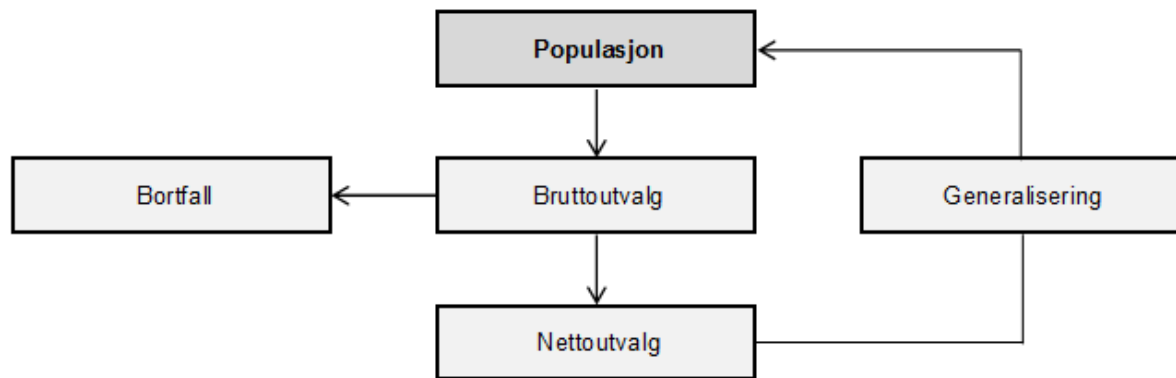 Populasjon
Bortfall
Bruttoutvalg
Generalisering
Nettoutvalg